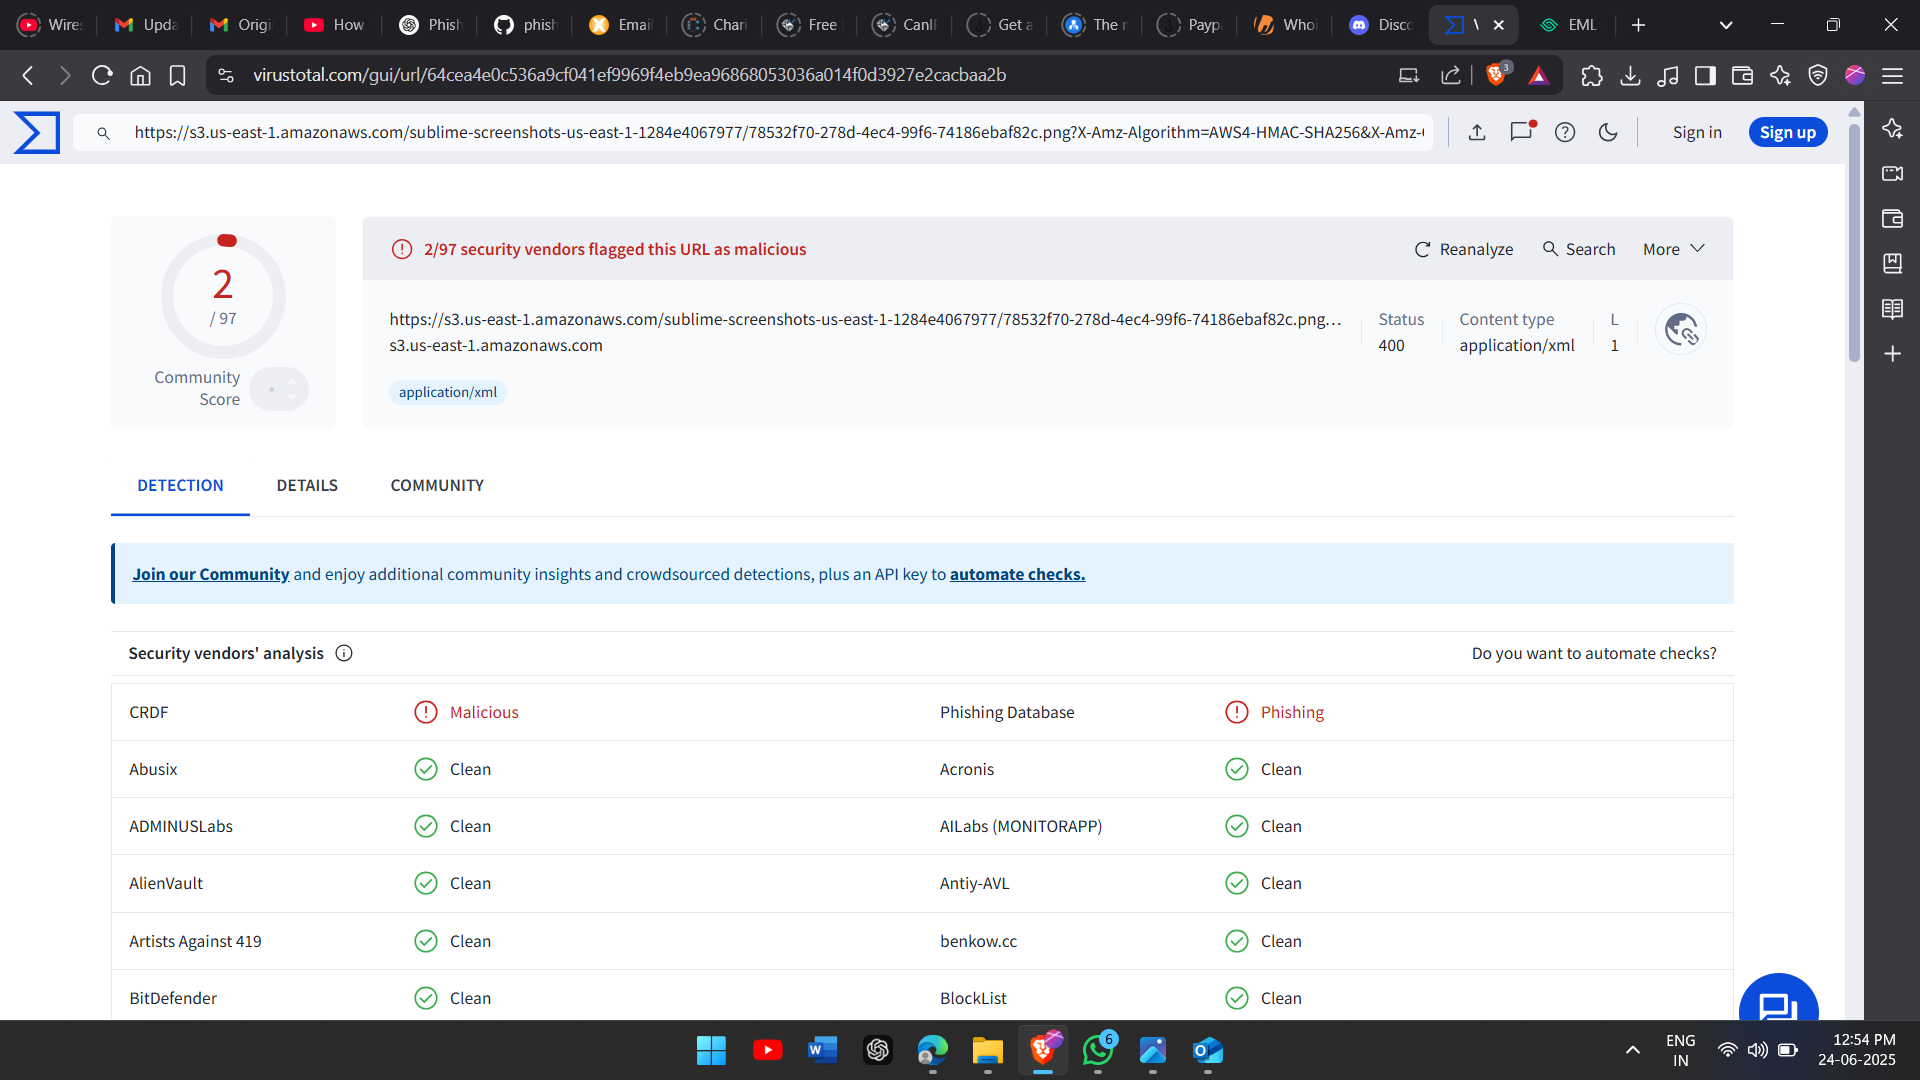 Wire
Upda
Origi
How
Phish
phish
Email
Chari
Free
CanIP
Get a
The r
Payp
Whoi
Disco
EML
virustotal.com/gui/url/64cea4e0c536a9cf041ef9969f4eb9ea96868053036a014f0d3927e2cacbaa2b
3
https://s3.us-east-1.amazonaws.com/sublime-screenshots-us-east-1-1284e4067977/78532f70-278d-4ec4-99f6-74186ebaf82c.png?X-Amz-Algorithm=AWS4-HMAC-SHA256&X-Amz-
Sign in
Sign up
2
/ 97
Community
Score
2/97 security vendors flagged this URL as malicious
Reanalyze
Search
More
https://s3.us-east-1.amazonaws.com/sublime-screenshots-us-east-1-1284e4067977/78532f70-278d-4ec4-99f6-74186ebaf82c.png…
s3.us-east-1.amazonaws.com
application/xml
Status
400
Content type
application/xml
L
1
DETECTION
DETAILS
COMMUNITY
Join our Community and enjoy additional community insights and crowdsourced detections, plus an API key to automate checks.
Security vendors' analysis
Do you want to automate checks?
CRDF Malicious Phishing Database Phishing
Abusix Clean Acronis Clean
ADMINUSLabs Clean AILabs (MONITORAPP) Clean
AlienVault Clean Antiy-AVL Clean
Artists Against 419 Clean benkow.cc Clean
BitDefender Clean BlockList Clean
6
ENG
IN
12:54 PM
24-06-2025